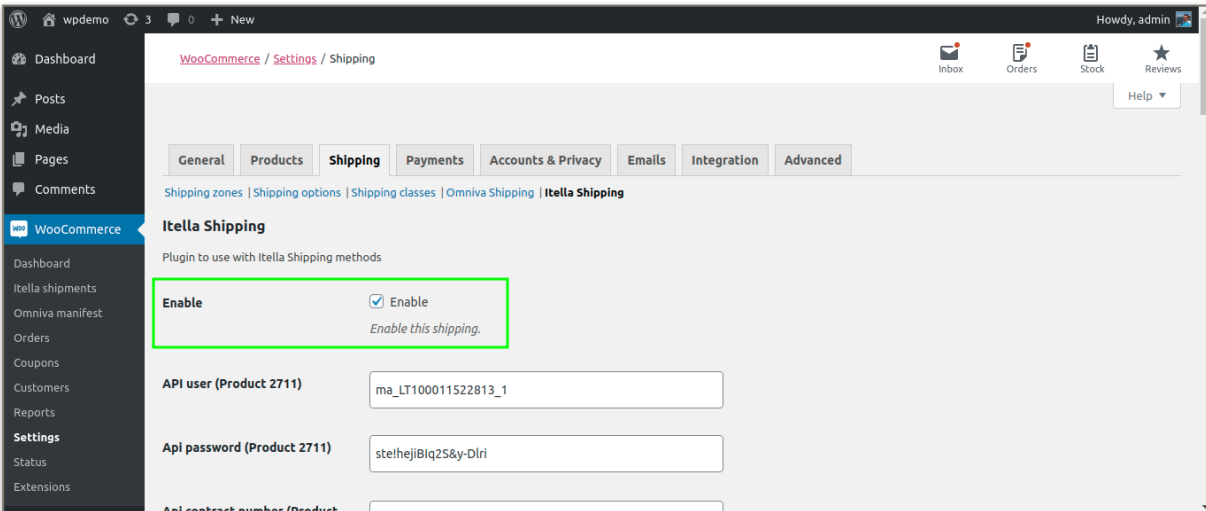 wpdemo 3 0 + New Howdy, admin
Dashboard
Posts
Media
Pages
Comments
WooCommerce
Dashboard
Itella shipments
Omniva manifest
Orders
Coupons
Customers
Reports
Settings
Status
Extensions
WooCommerce / Settings / Shipping
Inbox Orders Stock Reviews
Help
General Products Shipping Payments Accounts & Privacy Emails Integration Advanced
Shipping zones | Shipping options | Shipping classes | Omniva Shipping | Itella Shipping
Itella Shipping
Plugin to use with Itella Shipping methods
Enable Enable
Enable this shipping.
API user (Product 2711) ma_LT100011522813_1
Api password (Product 2711) ste!hejiBIq2S&y-Dlri
Api contract number (Product